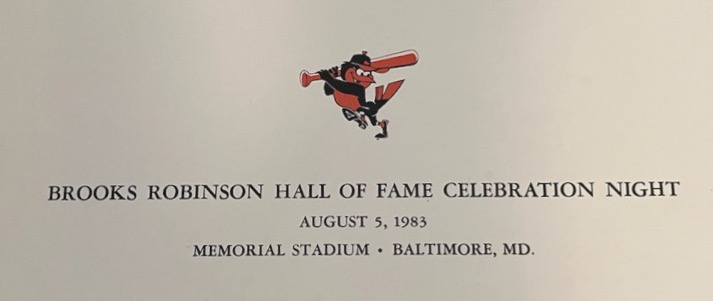 BROOKS ROBINSON HALL OF FAME CELEBRATION NIGHT
AUGUST 5, 1983
MEMORIAL STADIUM • BALTIMORE, MD.